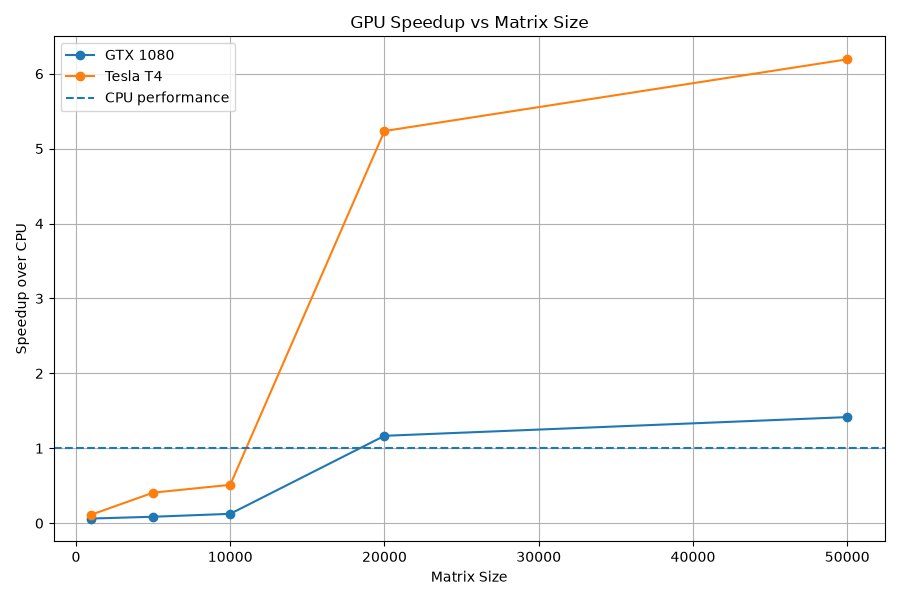 GPU Speedup vs Matrix Size
GTX 1080
Tesla T4
CPU performance
6
5
4
3
2
1
0
Speedup over CPU
0 10000 20000 30000 40000 50000
Matrix Size